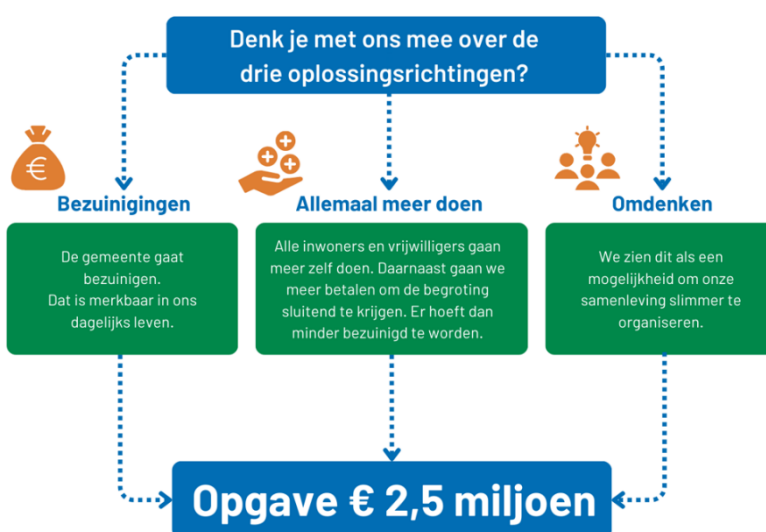 Denk je met ons mee over de
drie oplossingsrichtingen?
€
Bezuinigingen
De gemeente gaat
bezuinigen.
Dat is merkbaar in ons
dagelijks leven.
Allemaal meer doen
Alle inwoners en vrijwilligers gaan
meer zelf doen. Daarnaast gaan we
meer betalen om de begroting
sluitend te krijgen. Er hoeft dan
minder bezuinigd te worden.
Omdenken
We zien dit als een
mogelijkheid om onze
samenleving slimmer te
organiseren.
Opgave € 2,5 miljoen